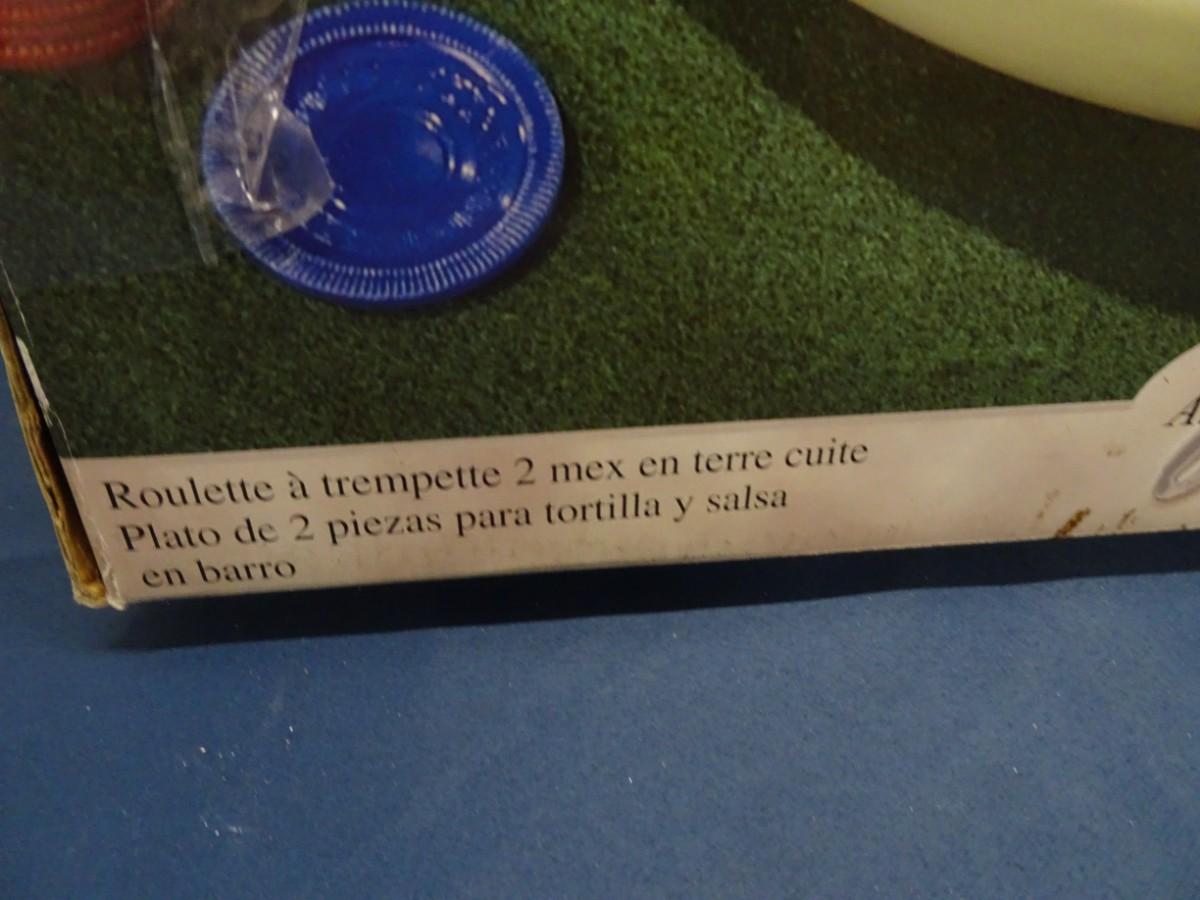 Roulette à trempette 2 mex en terre cuite
Plato de 2 piezas para tortilla y salsa
en barro